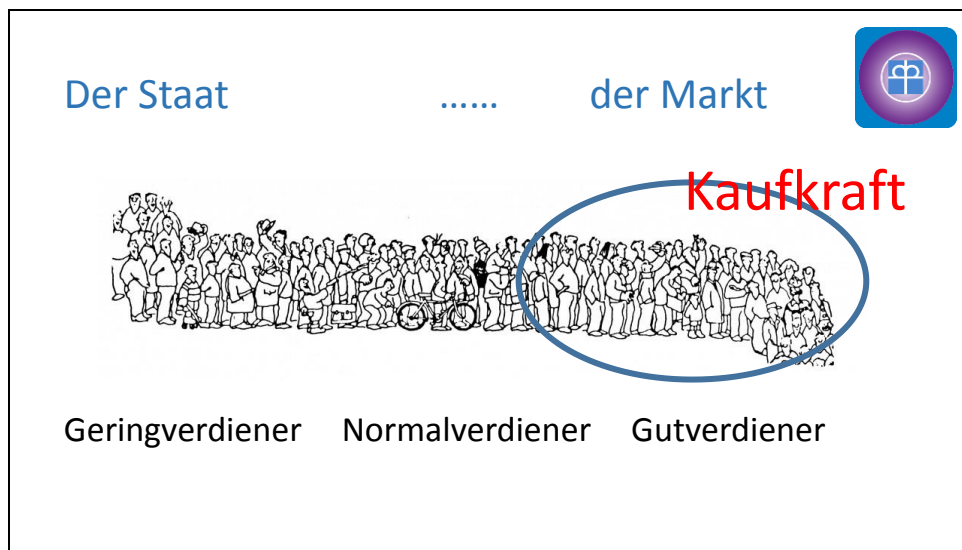 Der Staat ...... der Markt
Kaufkraft
Geringverdiener Normalverdiener Gutverdiener